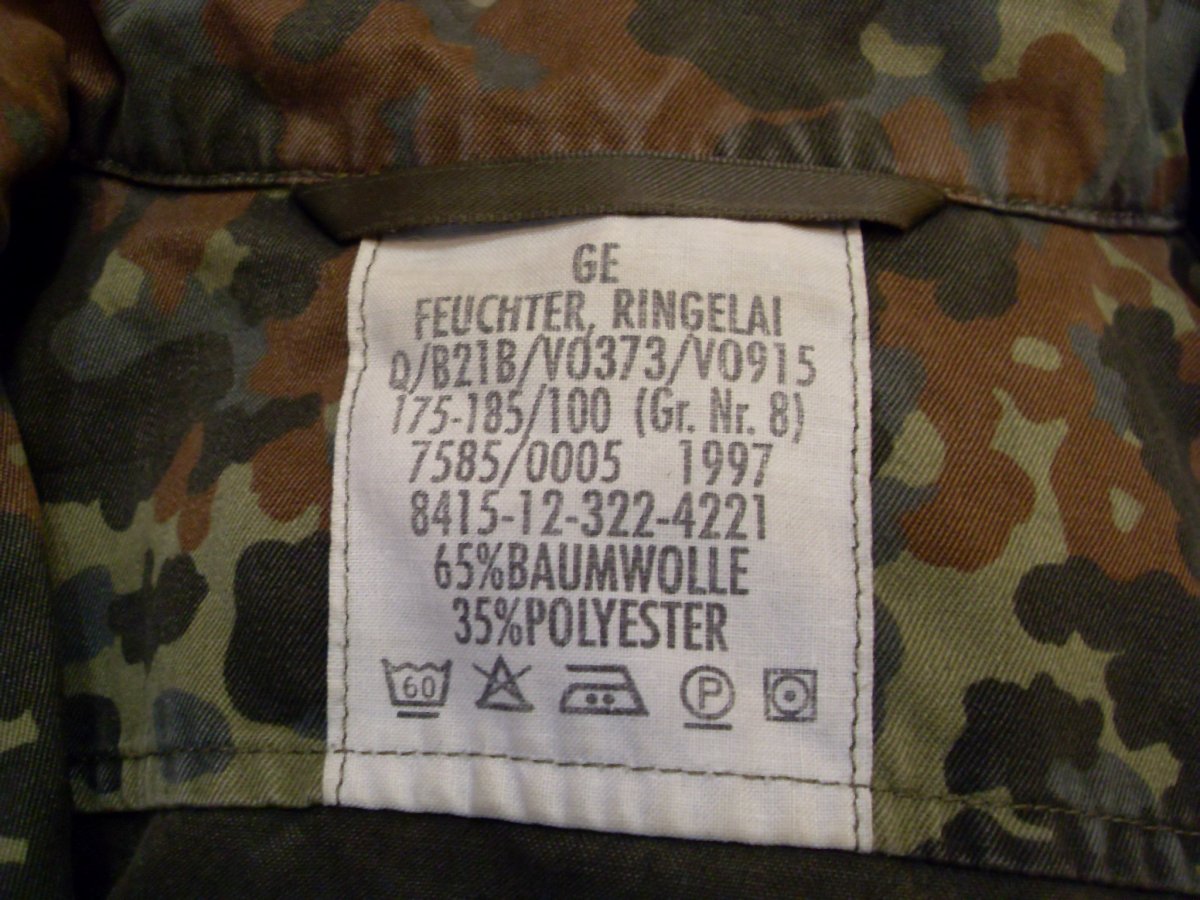 GE
FEUCHTER, RINGELAI
Q/B21B/V0373/V0915
175-185/100 (Gr. Nr. 8)
7585/0005 1997
8415-12-322-4221
65%BAUMWOLLE
35%POLYESTER
60 P